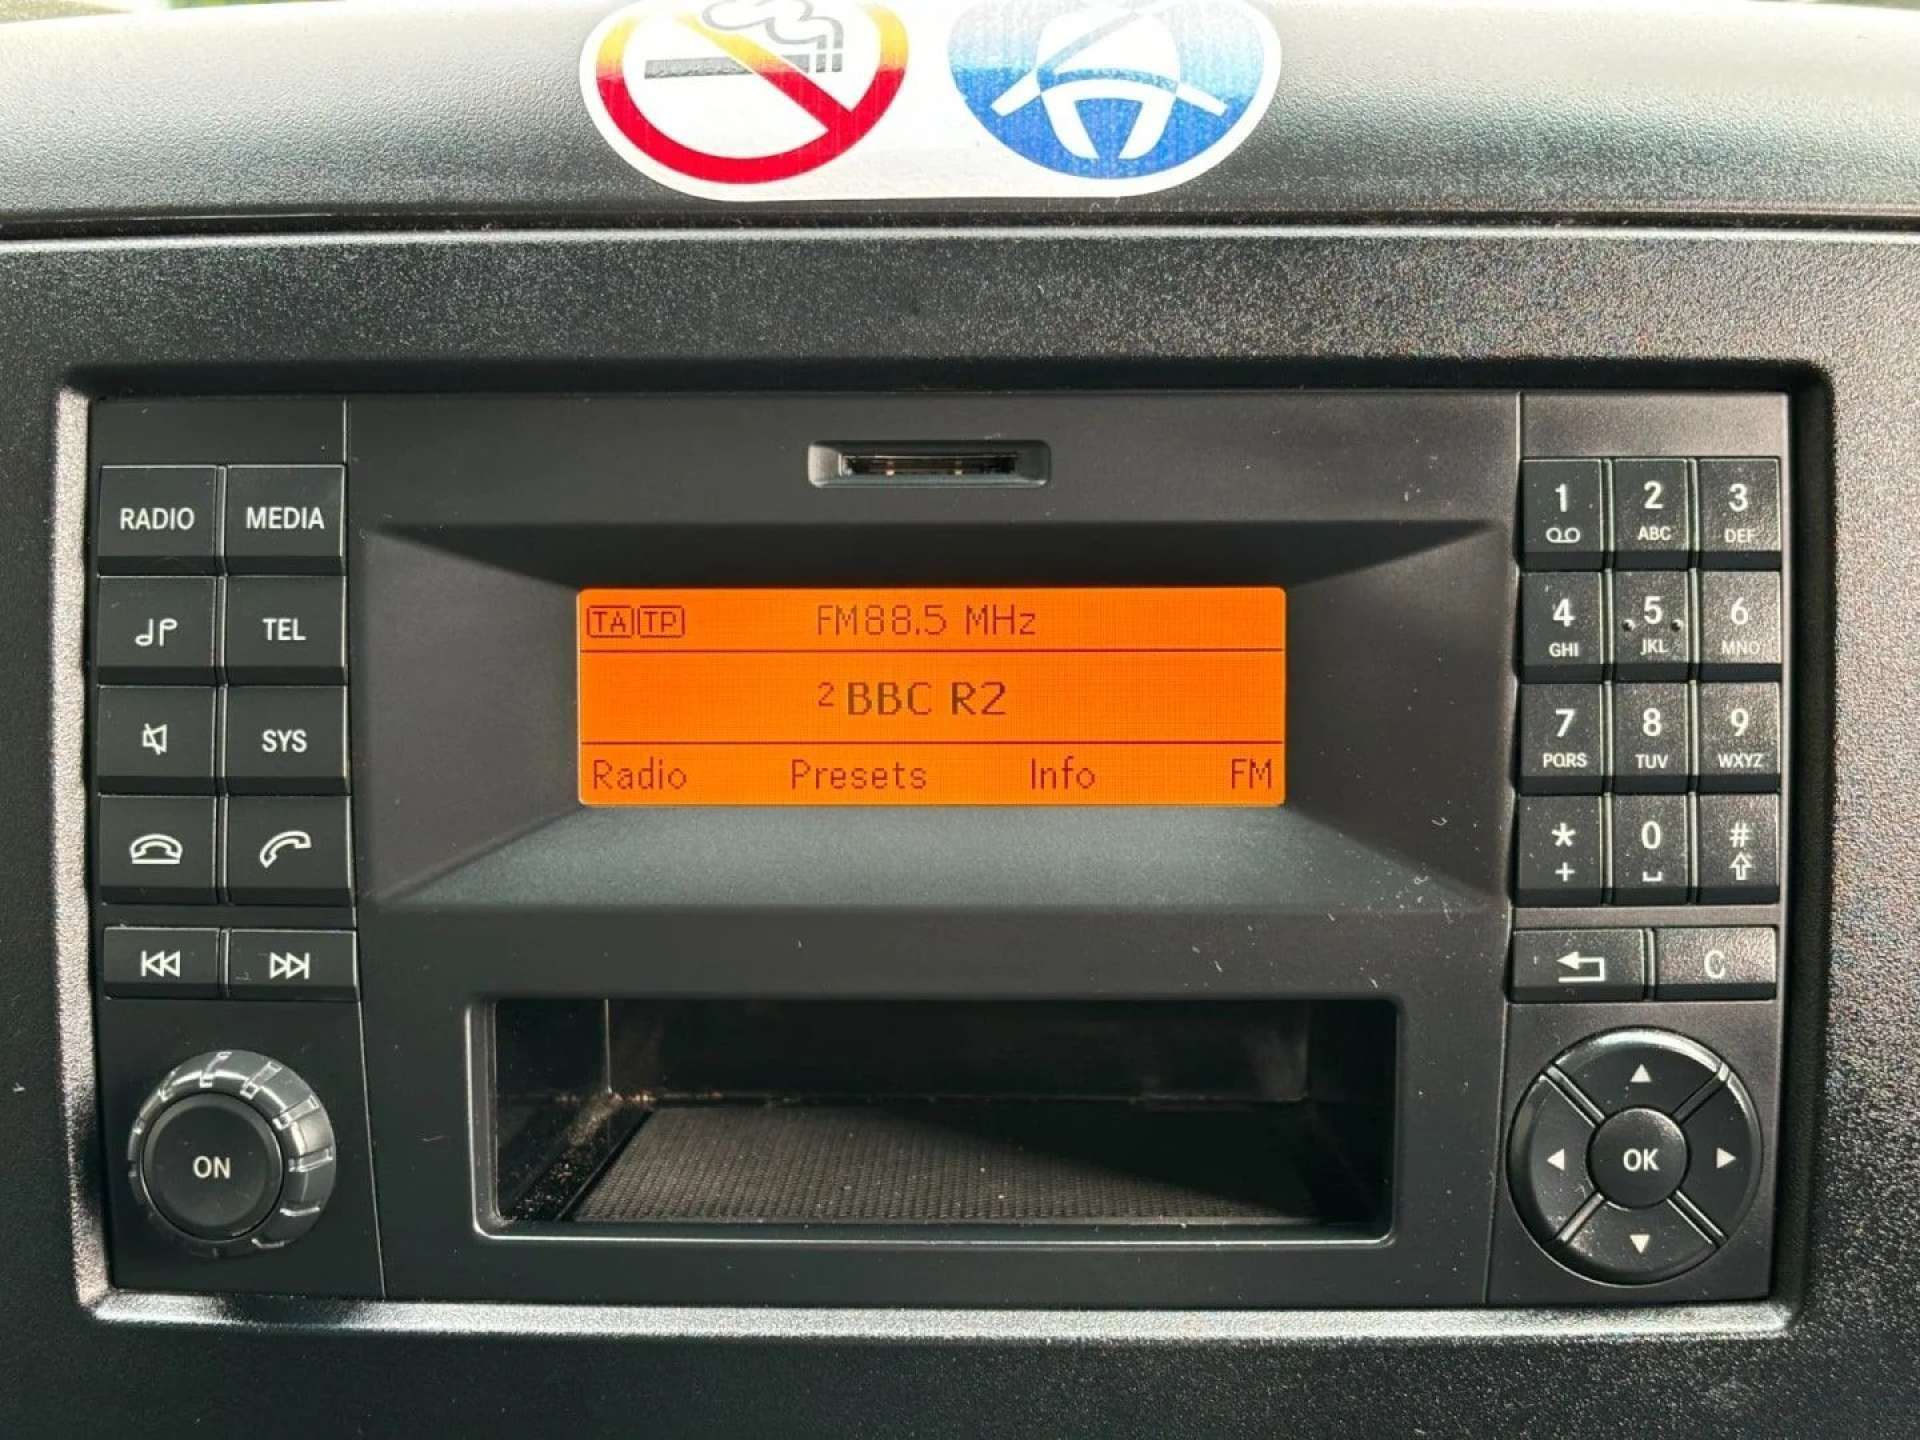 RADIO MEDIA
TEL
SYS
ON
TA TP FM88.5 MHz
2 BBC R2
Radio Presets Info FM
1 2 3
ABC DEF
4 5 6
GHI JKL MNO
7 8 9
PQRS TUV WXYZ
* 0 #
+
C
OK